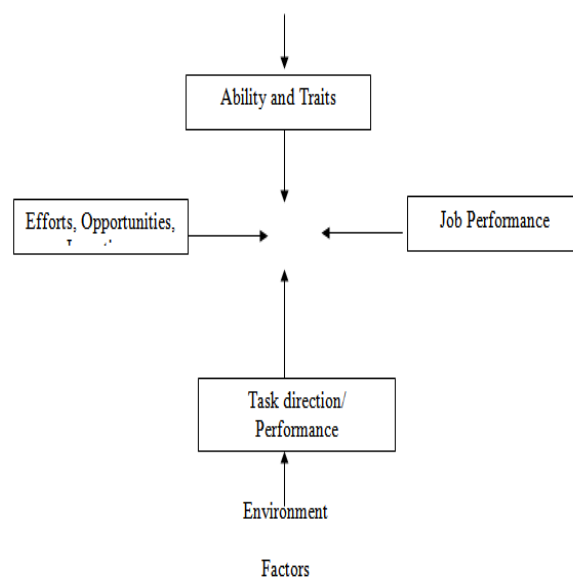 Ability and Traits
Efforts, Opportunities,
Job Performance
Task direction/
Performance
Environment
Factors